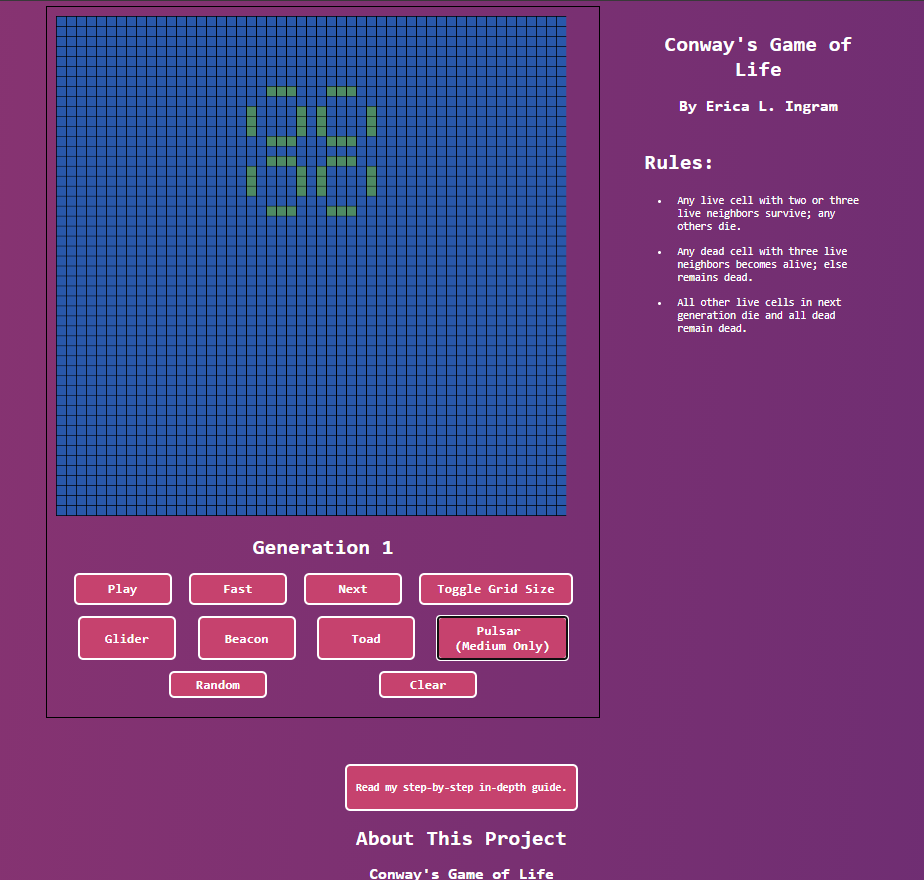 Conway's Game of
Life
By Erica L. Ingram
Rules:
Any live cell with two or three
live neighbors survive; any
others die.
Any dead cell with three live
neighbors becomes alive; else
remains dead.
All other live cells in next
generation die and all dead
remain dead.
Generation 1
Play
Fast
Next
Toggle Grid Size
Glider
Beacon
Toad
Pulsar
(Medium Only)
Random
Clear
Read my step-by-step in-depth guide.
About This Project
Conway's Game of Life